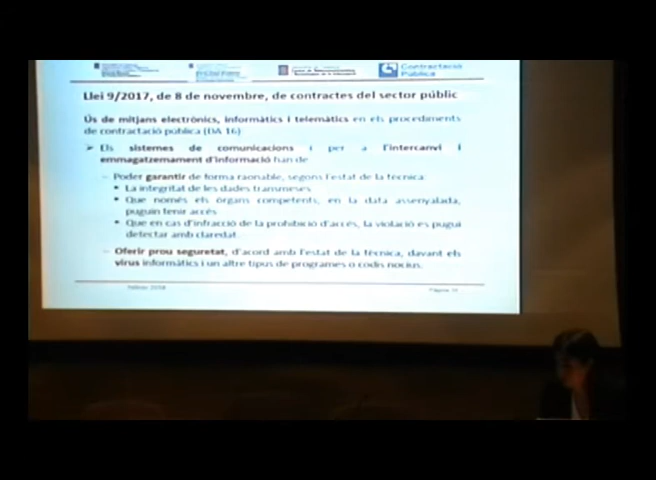 Contractació
Pública
Llei 9/2017, de 8 de novembre, de contractes del sector públic
Ús de mitjans electrònics, informàtics i telemàtics en els procediments
de contractació pública (DA 16)
➢ Els sistemes de comunicacions i per a l'intercanvi i
emmagatzemament d'informació han de
– Poder garantir de forma raonable, segons l'estat de la tècnica:
• La integritat de les dades transmeses
• Que només els òrgans competents, en la data assenyalada,
puguin tenir accés
• Que en cas d'infracció de la prohibició d'accés, la violació es pugui
detectar amb claredat
– Oferir prou seguretat, d'acord amb l'estat de la tècnica, davant els
virus informàtics i un altre tipus de programes o codis nocius.
febrer 2018